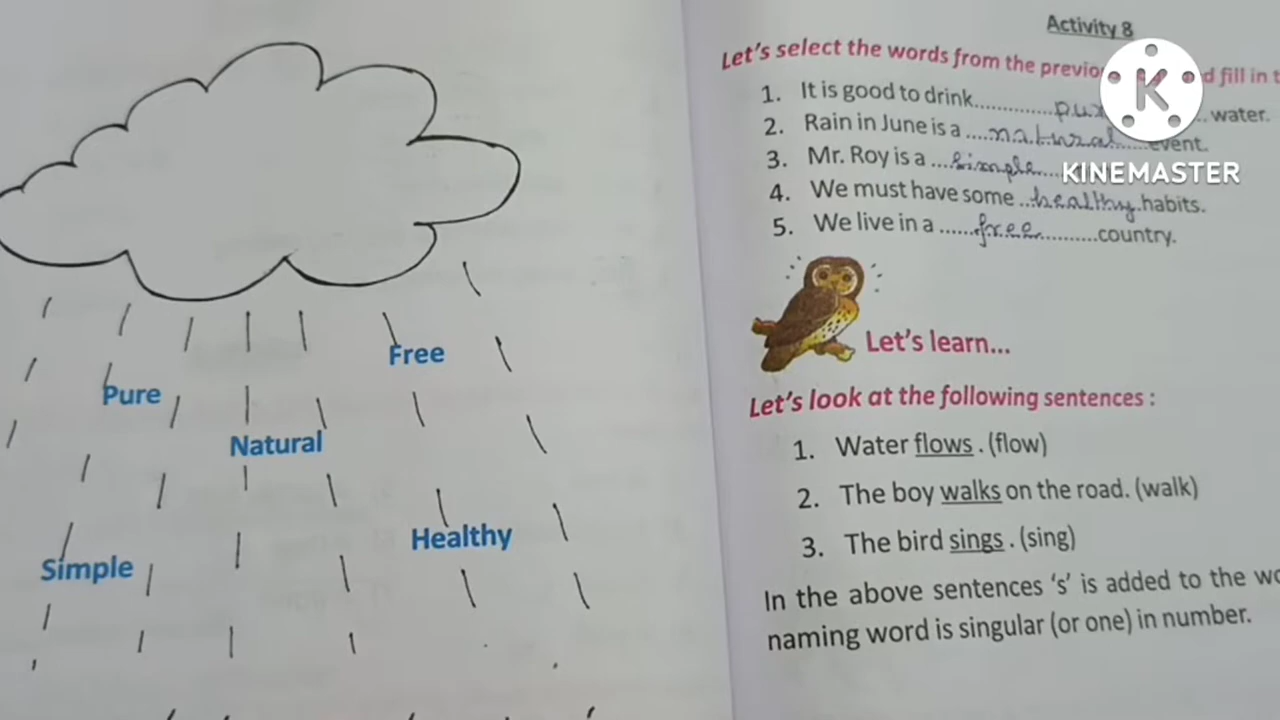 Free
Pure
Natural
Healthy
Simple
Activity 8
Let's select the words from the fill in
1. It is good to drink............ water.
2. Rain in June is a ....natural....event.
3. Mr. Roy is a ...simple....
4. We must have some ...healthy.habits.
5. We live in a ......free..........country.
K
KINEMASTER
Let's learn...
Let's look at the following sentences :
1. Water flows . (flow)
2. The boy walks on the road. (walk)
3. The bird sings . (sing)
In the above sentences 's' is added to the
naming word is singular (or one) in number.